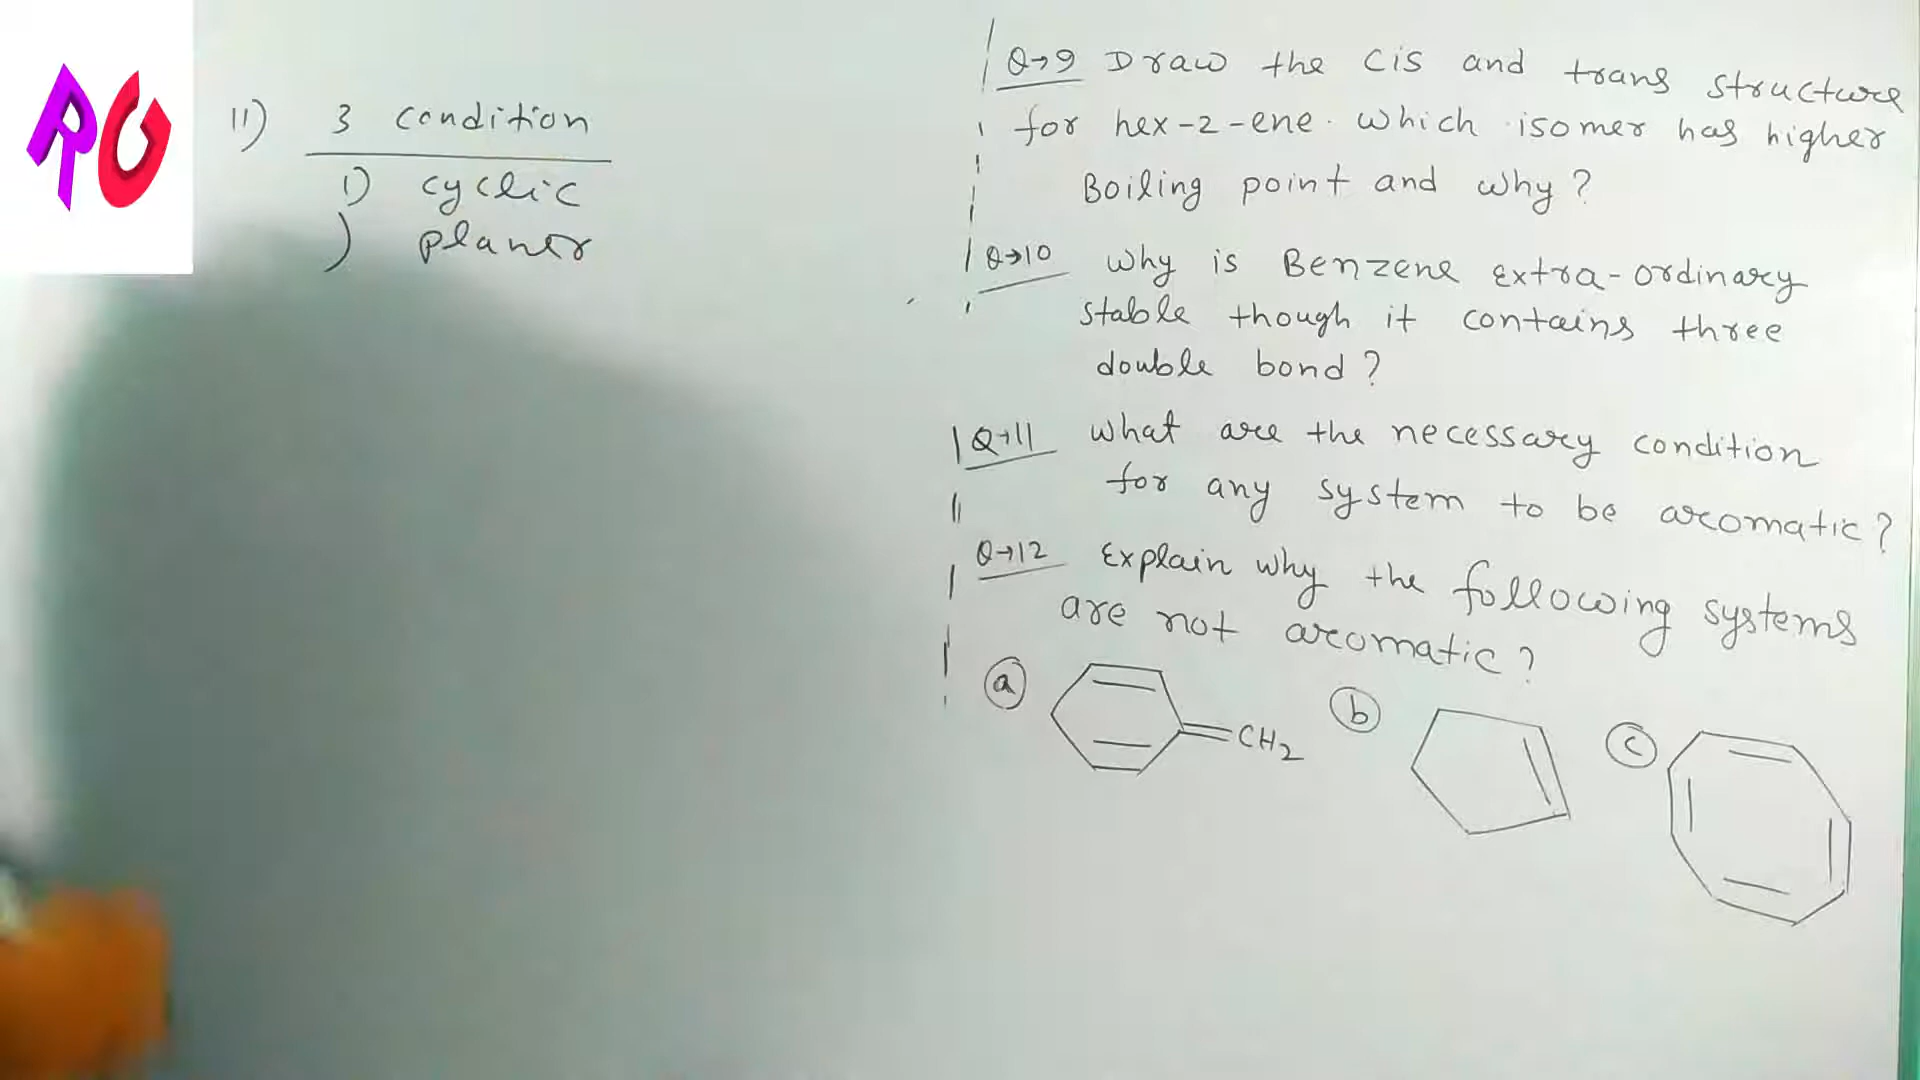 RG
11) 3 condition
1) cyclic
) planer
Q→9 Draw the cis and trans structure
for hex-2-ene. which isomer has higher
Boiling point and why?
Q→10 why is Benzene extra-ordinary
stable though it contains three
double bond?
Q→11 what are the necessary condition
for any system to be aromatic?
Q→12 Explain why the following systems
are not aromatic?
a =CH2 b c